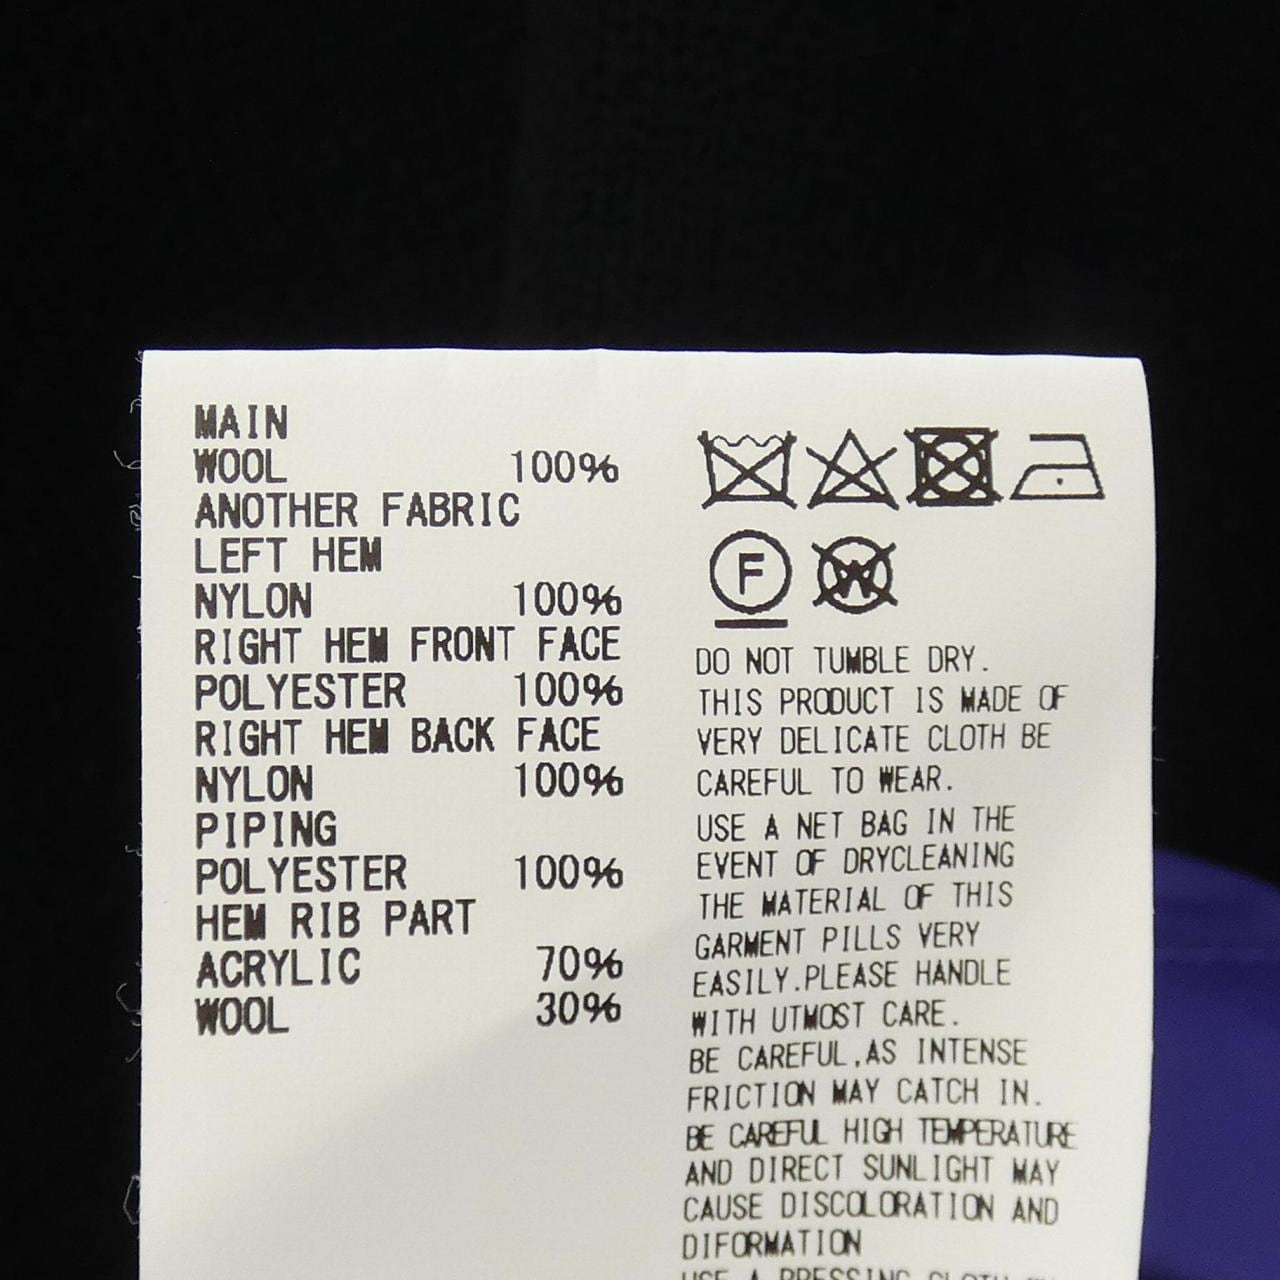 MAIN
WOOL 100%
ANOTHER FABRIC
LEFT HEM
NYLON 100%
RIGHT HEM FRONT FACE
POLYESTER 100%
RIGHT HEM BACK FACE
NYLON 100%
PIPING
POLYESTER 100%
HEM RIB PART
ACRYLIC 70%
WOOL 30%
F W
DO NOT TUMBLE DRY.
THIS PRODUCT IS MADE OF
VERY DELICATE CLOTH BE
CAREFUL TO WEAR.
USE A NET BAG IN THE
EVENT OF DRYCLEANING
THE MATERIAL OF THIS
GARMENT PILLS VERY
EASILY.PLEASE HANDLE
WITH UTMOST CARE.
BE CAREFUL,AS INTENSE
FRICTION MAY CATCH IN.
BE CAREFUL HIGH TEMPERATURE
AND DIRECT SUNLIGHT MAY
CAUSE DISCOLORATION AND
DIFORMATION
USE A PRESSING CLOTH